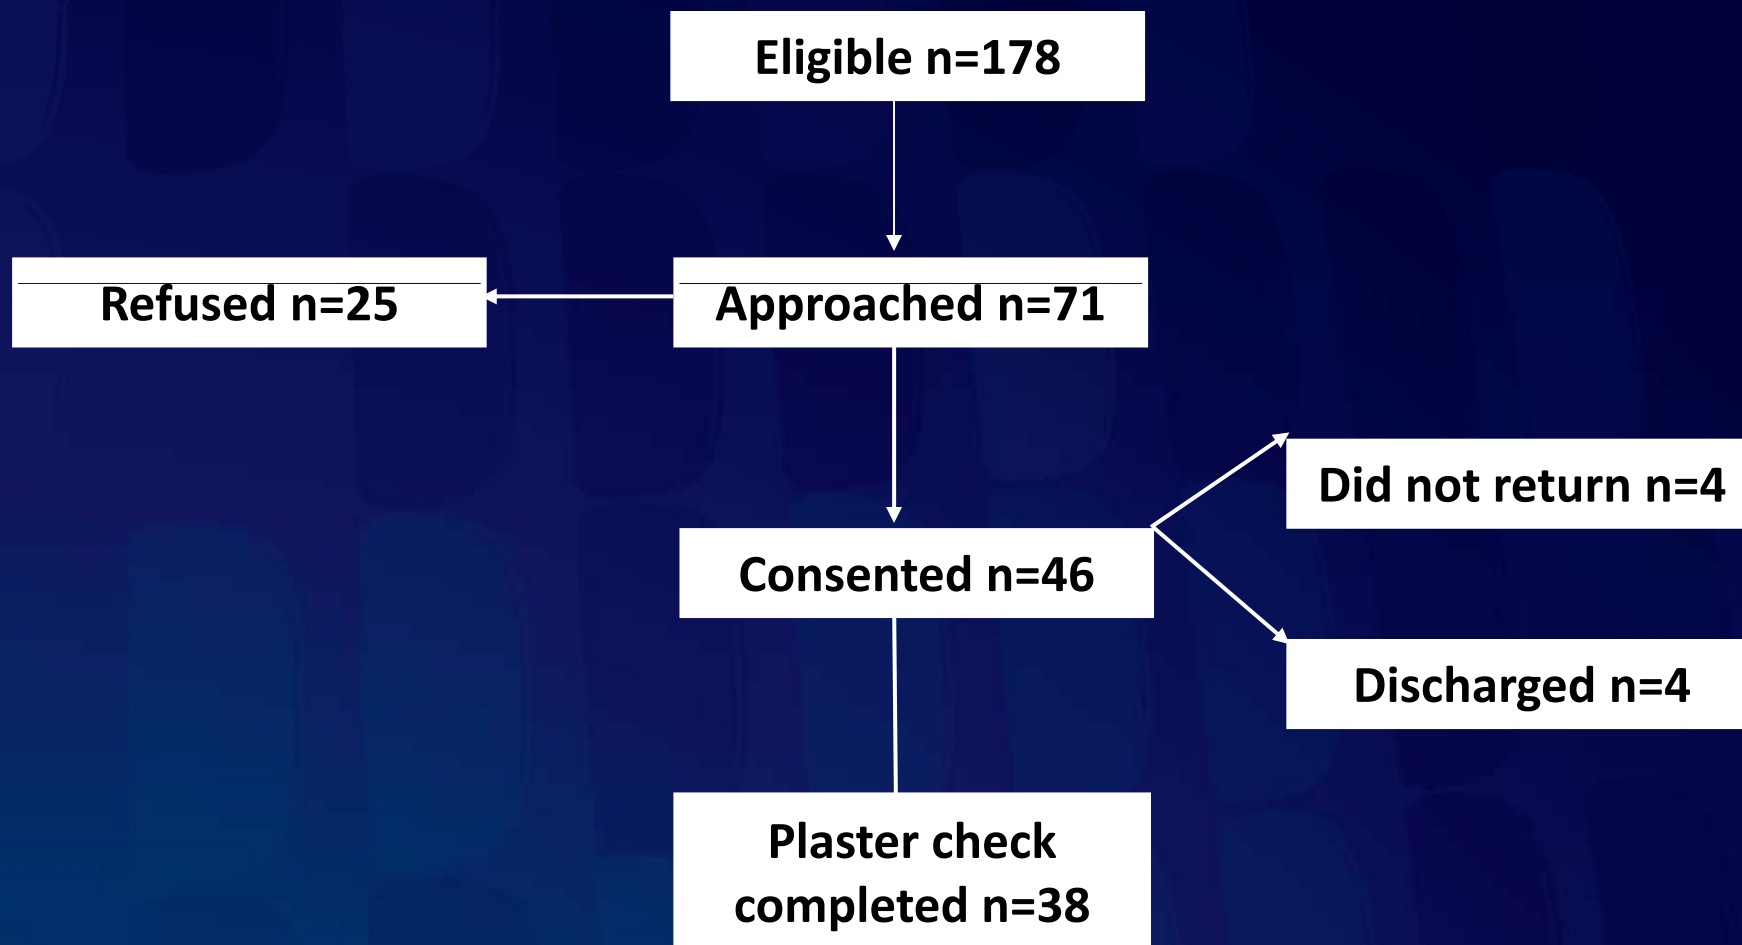 Eligible n=178
Refused n=25
Approached n=71
Did not return n=4
Consented n=46
Discharged n=4
Plaster check
completed n=38